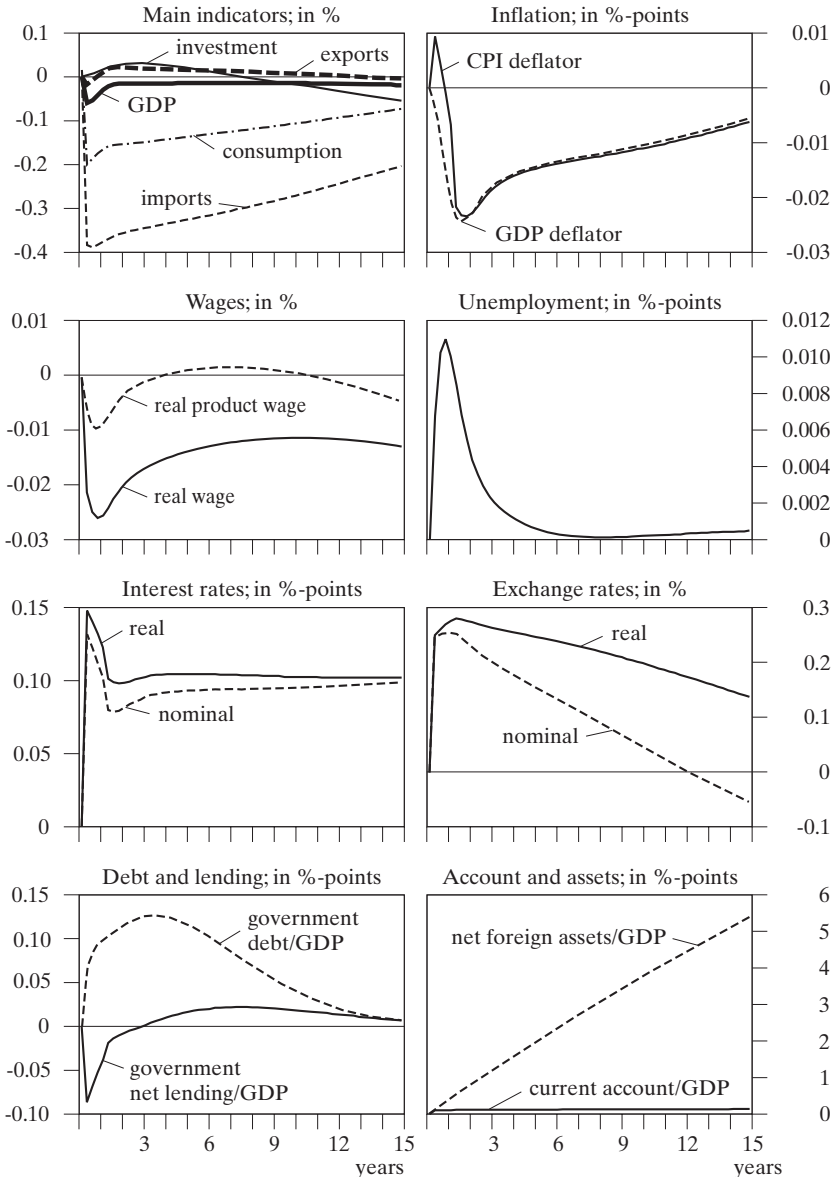 Main indicators; in %
0.1
0
-0.1
-0.2
-0.3
-0.4
investment
exports
GDP
consumption
imports
Inflation; in %-points
0.01
0
-0.01
-0.02
-0.03
CPI deflator
GDP deflator
Wages; in %
0.01
0
-0.01
-0.02
-0.03
real product wage
real wage
Unemployment; in %-points
0.012
0.010
0.008
0.006
0.004
0.002
0
Interest rates; in %-points
0.15
0.10
0.05
0
real
nominal
Exchange rates; in %
0.3
0.2
0.1
0
-0.1
real
nominal
Debt and lending; in %-points
0.15
0.10
0.05
0
-0.05
-0.10
government
debt/GDP
government
net lending/GDP
3 6 9 12 15
years
Account and assets; in %-points
6
5
4
3
2
1
0
net foreign assets/GDP
current account/GDP
3 6 9 12 15
years